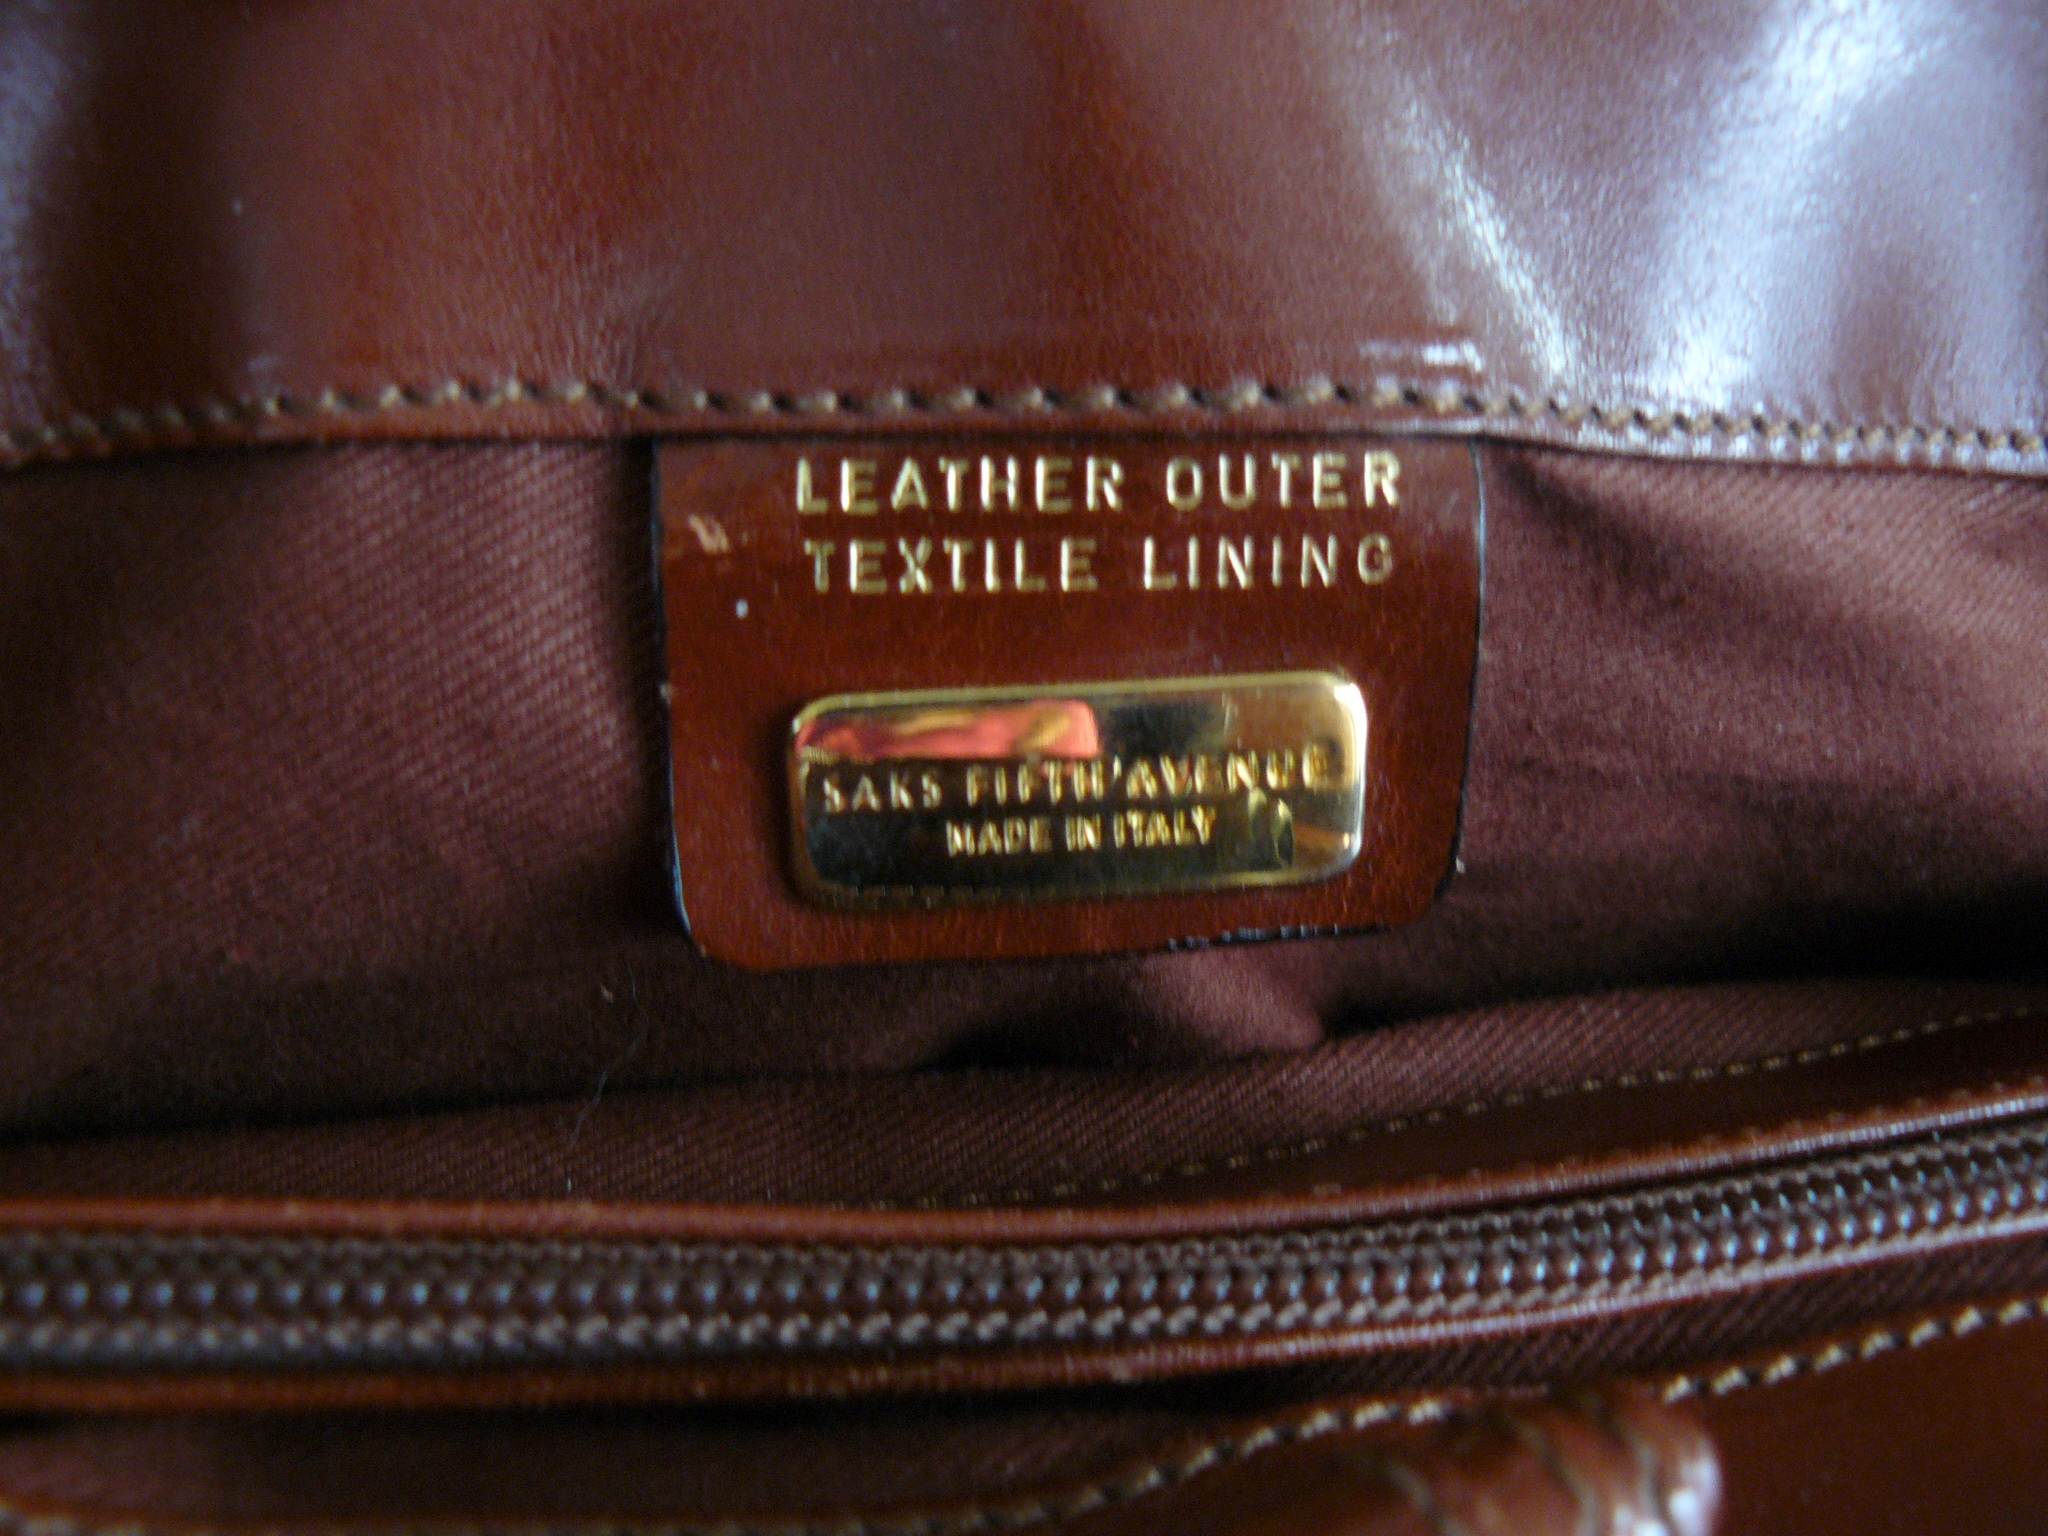 LEATHER OUTER
TEXTILE LINING
SAKS FIFTH AVENUE
MADE IN ITALY